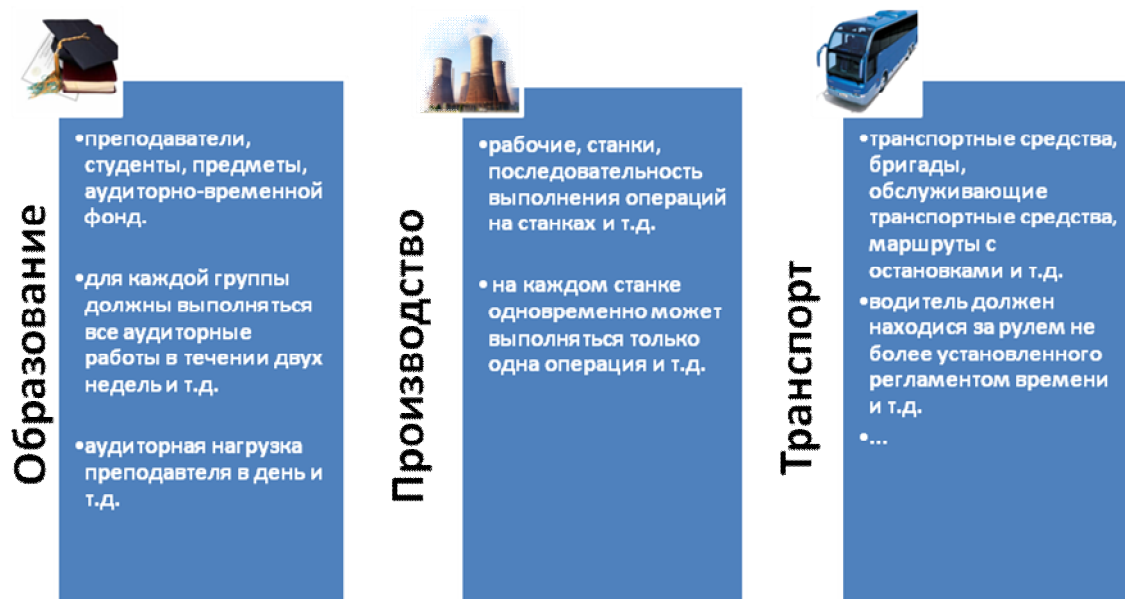 Образование
•преподаватели,
студенты, предметы,
аудиторно-временной
фонд.
•для каждой группы
должны выполняться
все аудиторные
работы в течении двух
недель и т.д.
•аудиторная нагрузка
преподавтеля в день и
т.д.
Производство
•рабочие, станки,
последовательность
выполнения операций
на станках и т.д.
• на каждом станке
одновременно может
выполняться только
одна операция и т.д.
Транспорт
•транспортные средства,
бригады,
обслуживающие
транспортные средства,
маршруты с
остановками и т.д.
•водитель должен
находися за рулем не
более установленного
регламентом времени
и т.д.
•...